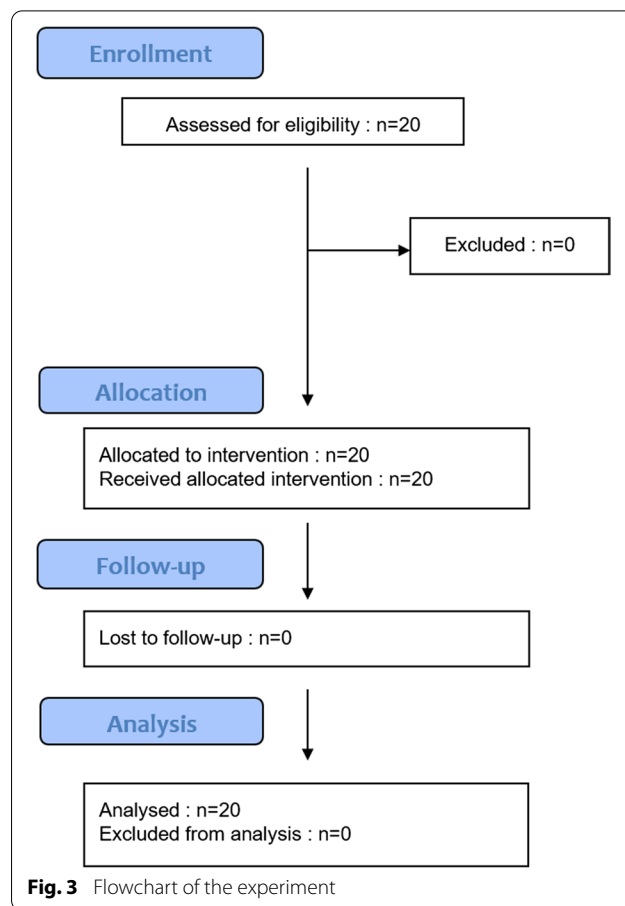 Enrollment
Assessed for eligibility : n=20
Excluded : n=0
Allocation
Allocated to intervention : n=20
Received allocated intervention : n=20
Follow-up
Lost to follow-up : n=0
Analysis
Analysed : n=20
Excluded from analysis : n=0
Fig. 3 Flowchart of the experiment